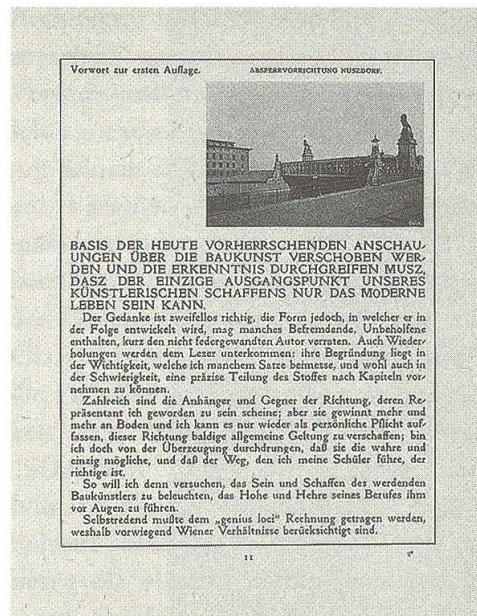 Vorwort zur ersten Auflage.
ABSPERRVORRICHTUNG NUSZDORF.
BASIS DER HEUTE VORHERRSCHENDEN ANSCHAU-
UNGEN ÜBER DIE BAUKUNST VERSCHOBEN WER-
DEN UND DIE ERKENNTNIS DURCHGREIFEN MUSZ,
DASZ DER EINZIGE AUSGANGSPUNKT UNSERES
KÜNSTLERISCHEN SCHAFFENS NUR DAS MODERNE
LEBEN SEIN KANN.
Der Gedanke ist zweifellos richtig, die Form jedoch, in welcher er in
der Folge entwickelt wird, mag manches Befremdende, Unbeholfene
enthalten, kurz den nicht federgewandten Autor verraten. Auch Wieder-
holungen werden dem Leser unterkommen; ihre Begründung liegt in
der Wichtigkeit, welche ich manchem Satze beimesse, und wohl auch in
der Schwierigkeit, eine präzise Teilung des Stoffes nach Kapiteln vor-
nehmen zu können.
Zahlreich sind die Anhänger und Gegner der Richtung, deren Re-
präsentant ich geworden zu sein scheine; aber sie gewinnt mehr und
mehr an Boden und ich kann es nur wieder als persönliche Pflicht auf-
fassen, dieser Richtung baldige allgemeine Geltung zu verschaffen; bin
ich doch von der Überzeugung durchdrungen, daß sie die wahre und
einzig mögliche, und daß der Weg, den ich meine Schüler führe, der
richtige ist.
So will ich denn versuchen, das Sein und Schaffen des werdenden
Baukünstlers zu beleuchten, das Hohe und Hehre seines Berufes ihm
vor Augen zu führen.
Selbstredend mußte dem „genius loci“ Rechnung getragen werden,
weshalb vorwiegend Wiener Verhältnisse berücksichtigt sind.
11